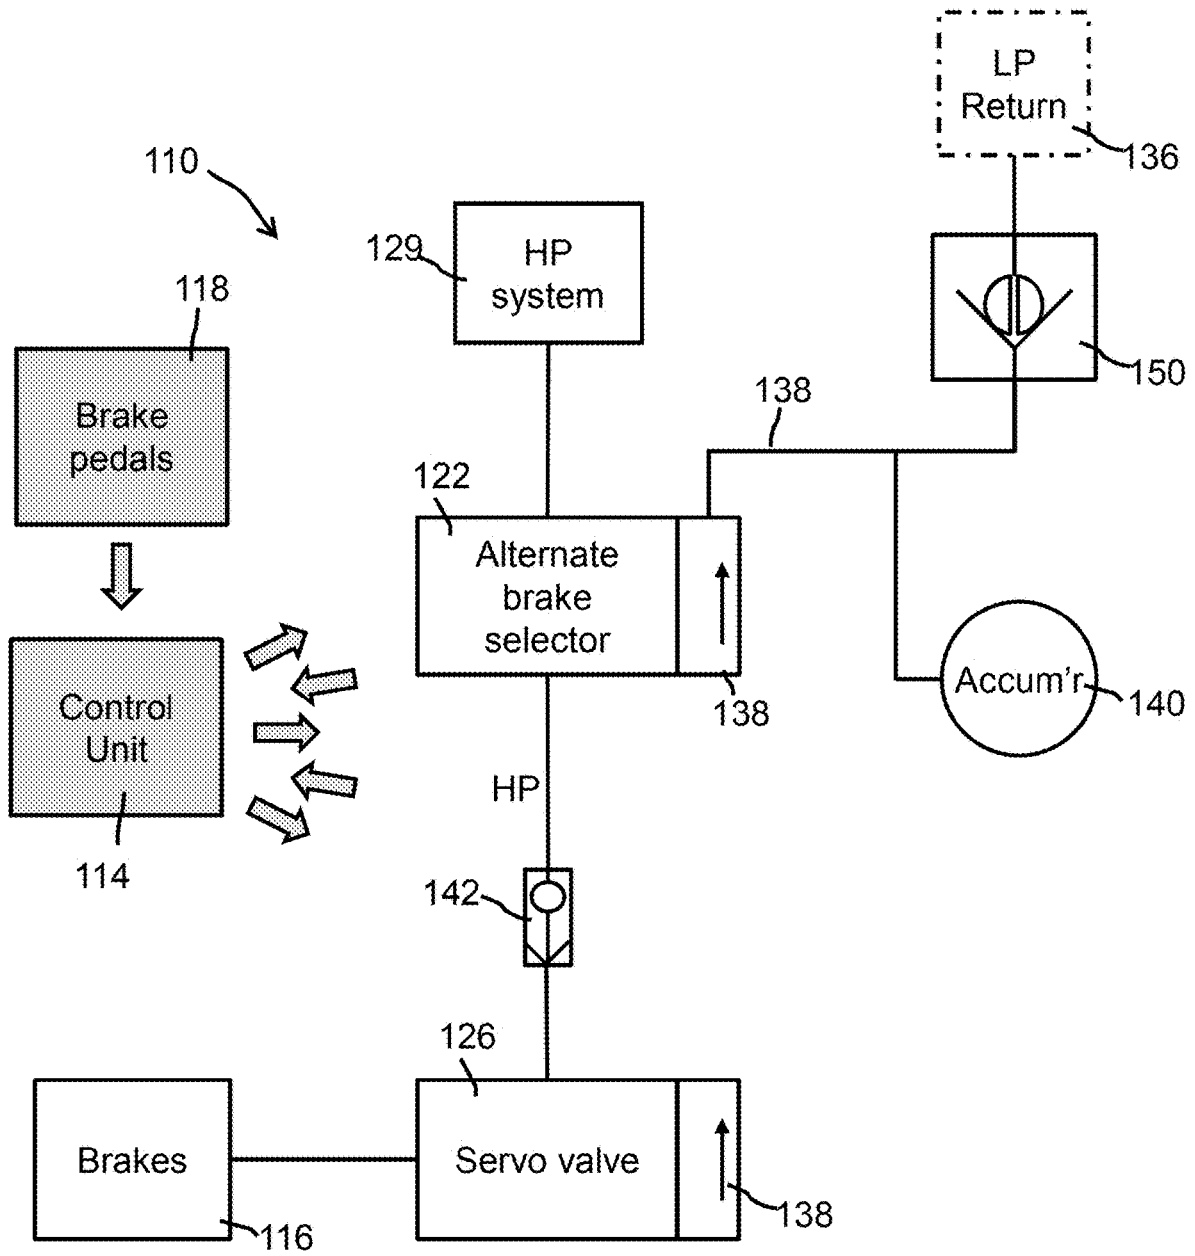 LP
Return
136
110
HP
system
129
118
150
Brake
pedals
138
122
Alternate
brake
selector
Accum'r
140
138
Control
Unit
HP
114
142
126
Brakes
Servo valve
138
116